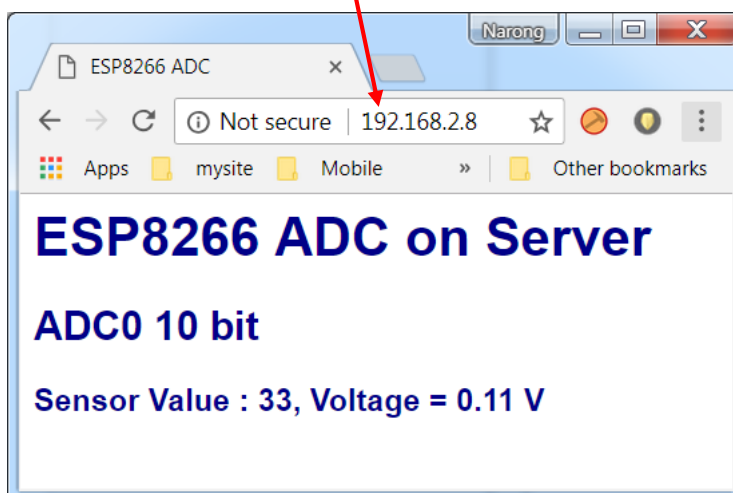 Narong
ESP8266 ADC
Not secure | 192.168.2.8
Apps mysite Mobile » Other bookmarks
ESP8266 ADC on Server
ADC0 10 bit
Sensor Value : 33, Voltage = 0.11 V